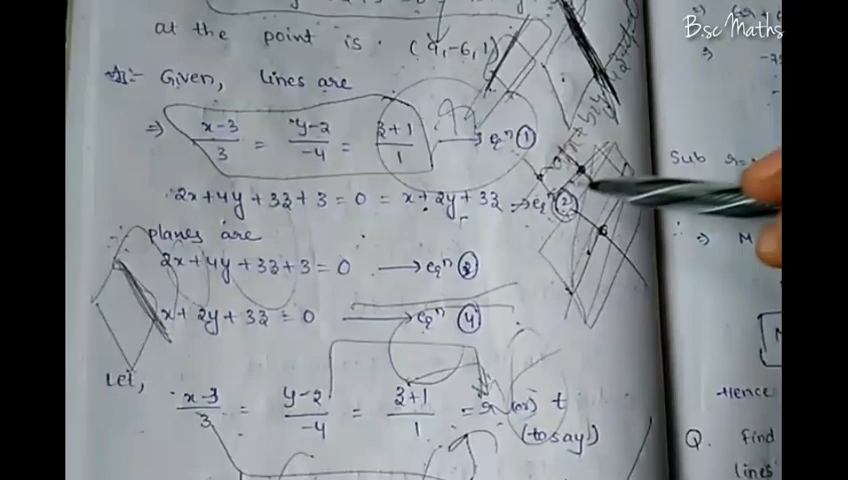 B.sc Maths
at the point is (9, -6, 1)
Given, lines are
⇒ x-3/3 = y-2/-4 = z+1/1 → eqⁿ ①
2x+4y+3z+3=0 = x+2y+3z → eqⁿ ②
∴ planes are
2x+4y+3z+3=0 → eqⁿ ③
x+2y+3z=0 → eqⁿ ④
Let,
x-3/3 = y-2/-4 = z+1/1 = r (or) t
(to say!)
Sub
∴ ⇒ M
Hence
Q. Find
lines